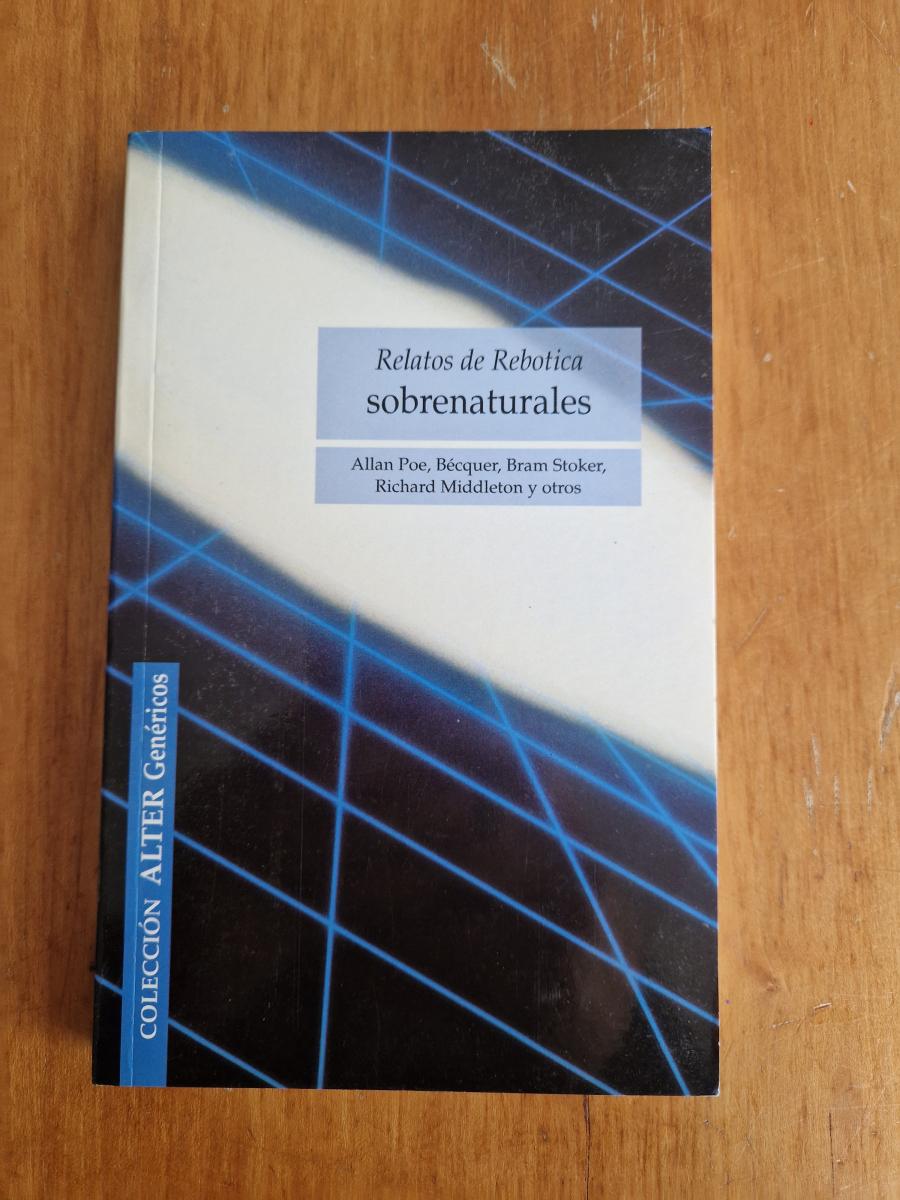 Relatos de Rebotica
sobrenaturales
Allan Poe, Bécquer, Bram Stoker,
Richard Middleton y otros
COLECCIÓN ALTER Genéricos